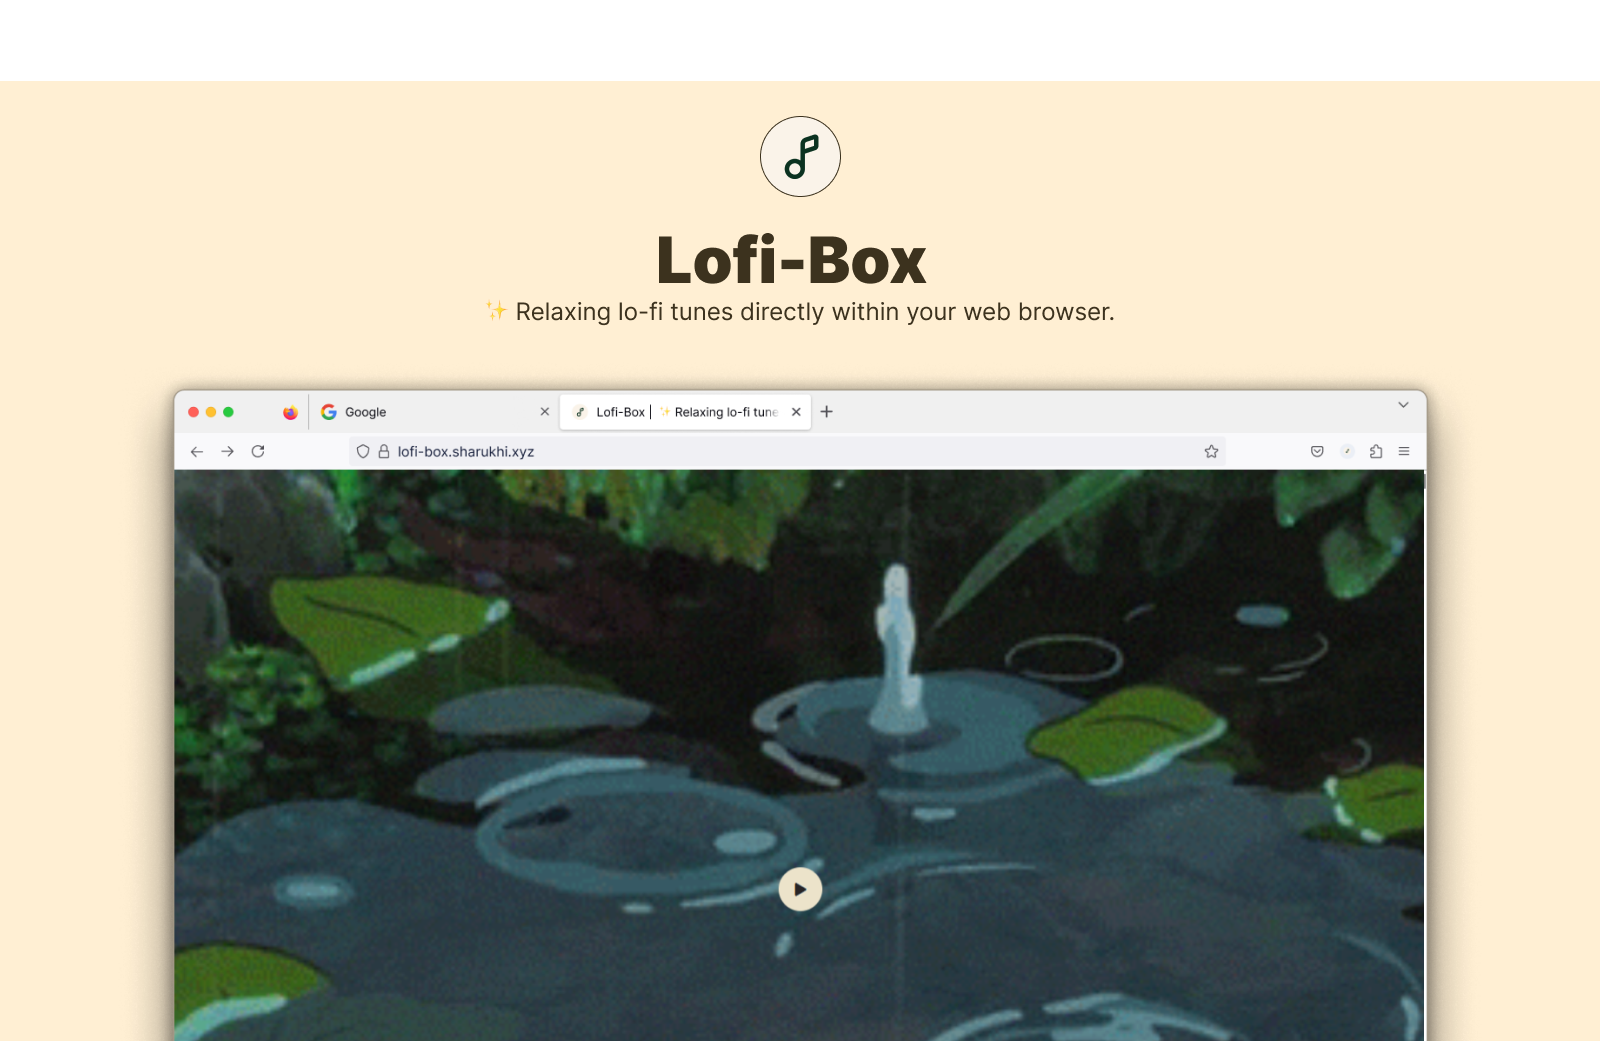 Lofi-Box
✨ Relaxing lo-fi tunes directly within your web browser.
Google
Lofi-Box | ✨ Relaxing lo-fi tune
lofi-box.sharukhi.xyz